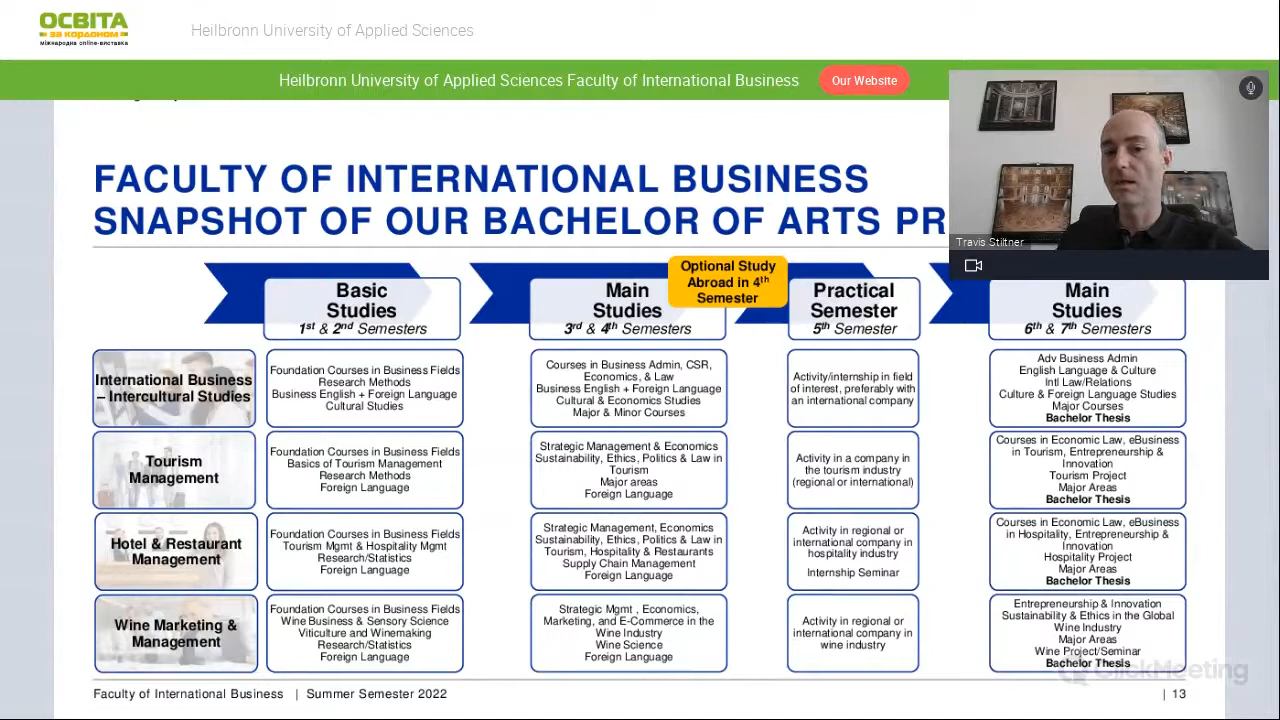 ОСВІТА
ЗА КОРДОНОМ
міжнародна online-виставка
Heilbronn University of Applied Sciences
Heilbronn University of Applied Sciences Faculty of International Business
Our Website
FACULTY OF INTERNATIONAL BUSINESS
SNAPSHOT OF OUR BACHELOR OF ARTS PR
Travis Stiltner
Optional Study
Abroad in 4th
Semester
Basic
Studies
1st & 2nd Semesters
Main
Studies
3rd & 4th Semesters
Practical
Semester
5th Semester
Main
Studies
6th & 7th Semesters
International Business
– Intercultural Studies
Foundation Courses in Business Fields
Research Methods
Business English + Foreign Language
Cultural Studies
Courses in Business Admin, CSR,
Economics, & Law
Business English + Foreign Language
Cultural & Economics Studies
Major & Minor Courses
Activity/internship in field
of interest, preferably with
an international company
Adv Business Admin
English Language & Culture
Intl Law/Relations
Culture & Foreign Language Studies
Major Courses
Bachelor Thesis
Tourism
Management
Foundation Courses in Business Fields
Basics of Tourism Management
Research Methods
Foreign Language
Strategic Management & Economics
Sustainability, Ethics, Politics & Law in
Tourism
Major areas
Foreign Language
Activity in a company in
the tourism industry
(regional or international)
Courses in Economic Law, eBusiness
in Tourism, Entrepreneurship &
Innovation
Tourism Project
Major Areas
Bachelor Thesis
Hotel & Restaurant
Management
Foundation Courses in Business Fields
Tourism Mgmt & Hospitality Mgmt
Research/Statistics
Foreign Language
Strategic Management, Economics
Sustainability, Ethics, Politics & Law in
Tourism, Hospitality & Restaurants
Supply Chain Management
Foreign Language
Activity in regional or
international company in
hospitality industry
Internship Seminar
Courses in Economic Law, eBusiness
in Hospitality, Entrepreneurship &
Innovation
Hospitality Project
Major Areas
Bachelor Thesis
Wine Marketing &
Management
Foundation Courses in Business Fields
Wine Business & Sensory Science
Viticulture and Winemaking
Research/Statistics
Foreign Language
Strategic Mgmt , Economics,
Marketing, and E-Commerce in the
Wine Industry
Wine Science
Foreign Language
Activity in regional or
international company in
wine industry
Entrepreneurship & Innovation
Sustainability & Ethics in the Global
Wine Industry
Major Areas
Wine Project/Seminar
Bachelor Thesis
ClickMeeting
Faculty of International Business | Summer Semester 2022
| 13